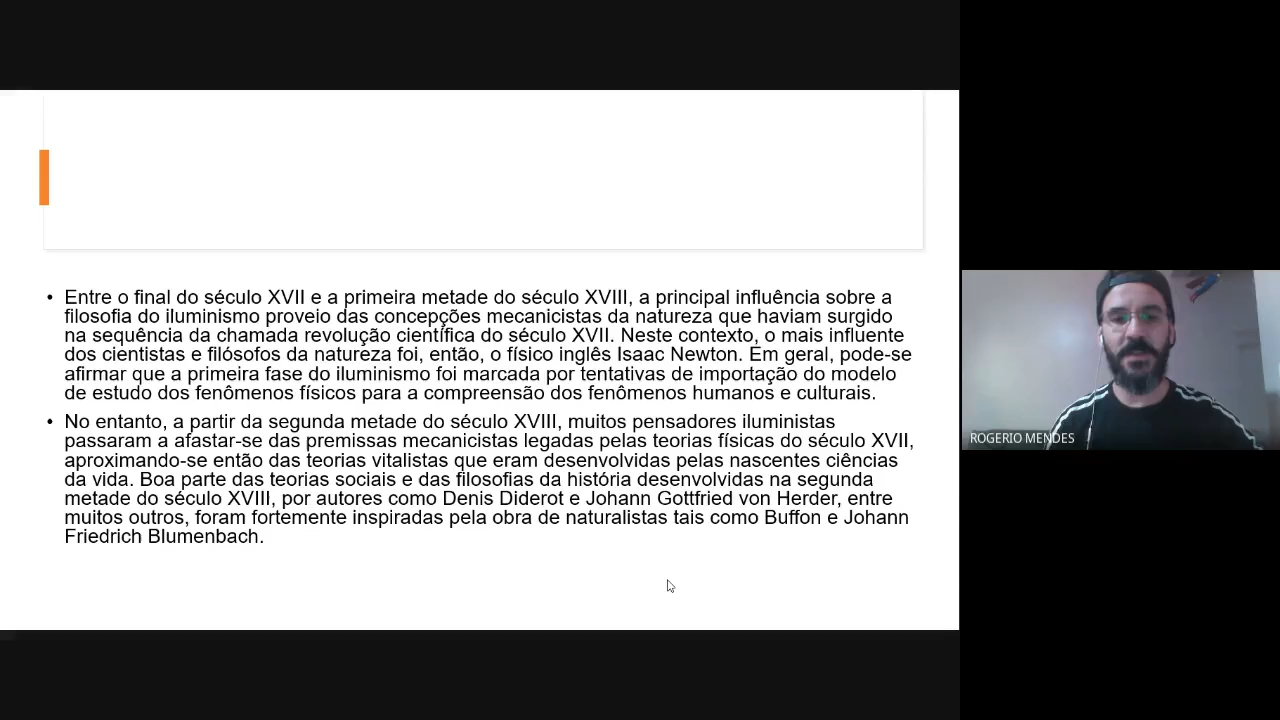 • Entre o final do século XVII e a primeira metade do século XVIII, a principal influência sobre a
filosofia do iluminismo proveio das concepções mecanicistas da natureza que haviam surgido
na sequência da chamada revolução científica do século XVII. Neste contexto, o mais influente
dos cientistas e filósofos da natureza foi, então, o físico inglês Isaac Newton. Em geral, pode-se
afirmar que a primeira fase do iluminismo foi marcada por tentativas de importação do modelo
de estudo dos fenômenos físicos para a compreensão dos fenômenos humanos e culturais.
• No entanto, a partir da segunda metade do século XVIII, muitos pensadores iluministas
passaram a afastar-se das premissas mecanicistas legadas pelas teorias físicas do século XVII,
aproximando-se então das teorias vitalistas que eram desenvolvidas pelas nascentes ciências
da vida. Boa parte das teorias sociais e das filosofias da história desenvolvidas na segunda
metade do século XVIII, por autores como Denis Diderot e Johann Gottfried von Herder, entre
muitos outros, foram fortemente inspiradas pela obra de naturalistas tais como Buffon e Johann
Friedrich Blumenbach.
ROGERIO MENDES